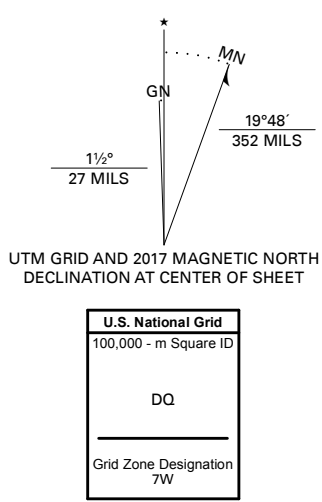 ★
MN
GN
19°48´
352 MILS
1½°
27 MILS
UTM GRID AND 2017 MAGNETIC NORTH
DECLINATION AT CENTER OF SHEET
U.S. National Grid
100,000 - m Square ID
DQ
Grid Zone Designation
7W